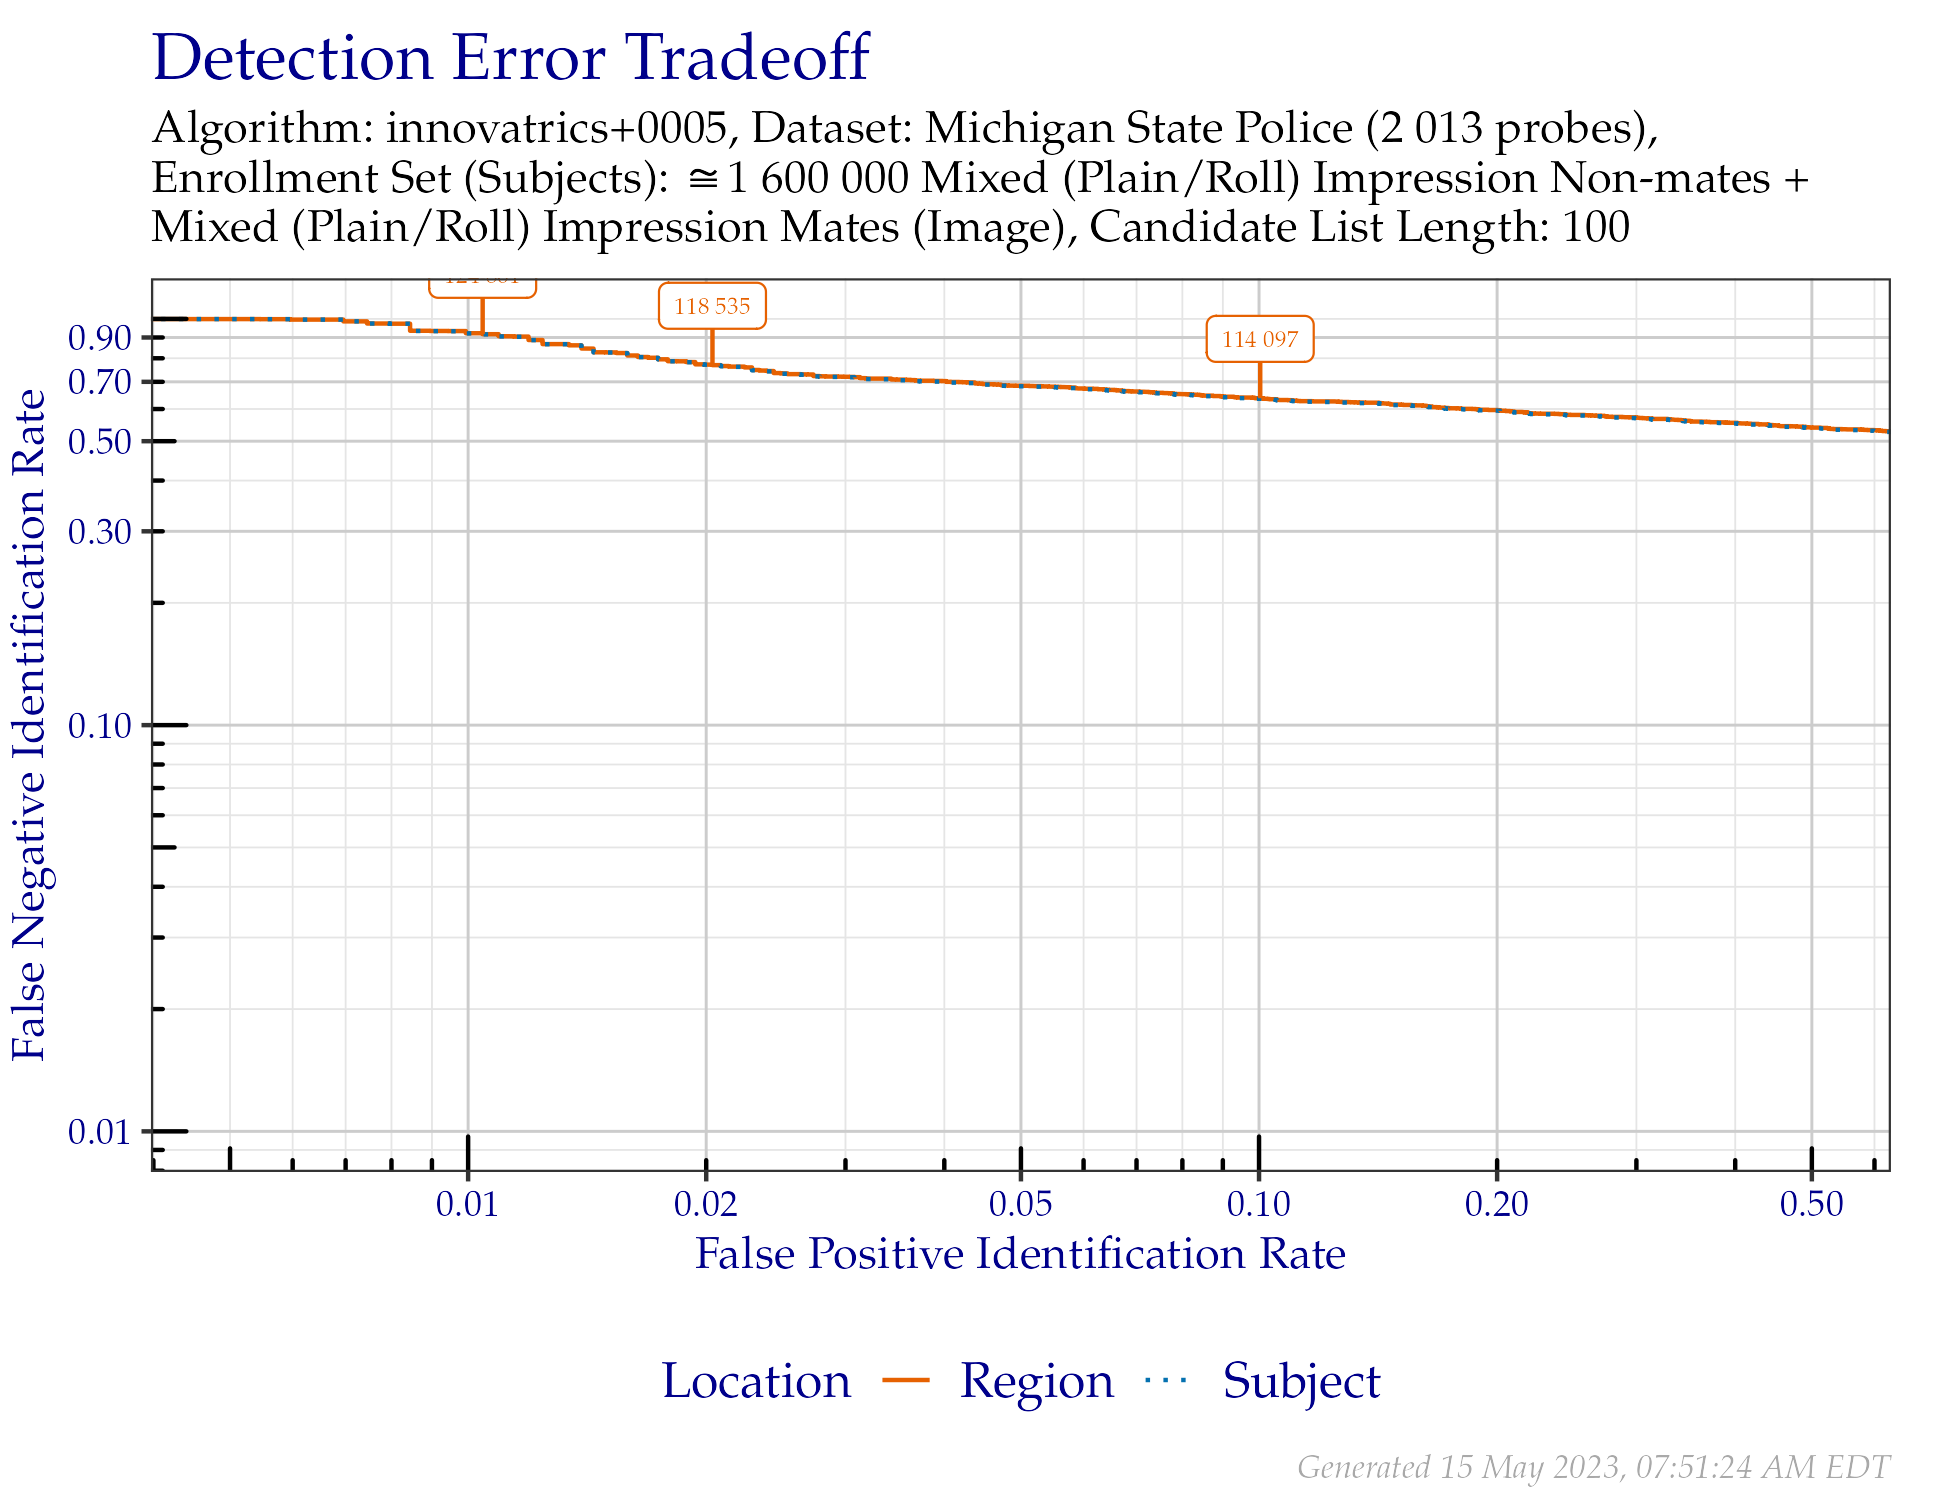 Detection Error Tradeoff
Algorithm: innovatrics+0005, Dataset: Michigan State Police (2 013 probes),
Enrollment Set (Subjects): ≅1 600 000 Mixed (Plain/Roll) Impression Non-mates +
Mixed (Plain/Roll) Impression Mates (Image), Candidate List Length: 100
118 535
114 097
0.90
0.70
0.50
0.30
0.10
0.01
False Negative Identification Rate
0.01 0.02 0.05 0.10 0.20 0.50
False Positive Identification Rate
Location Region Subject
Generated 15 May 2023, 07:51:24 AM EDT